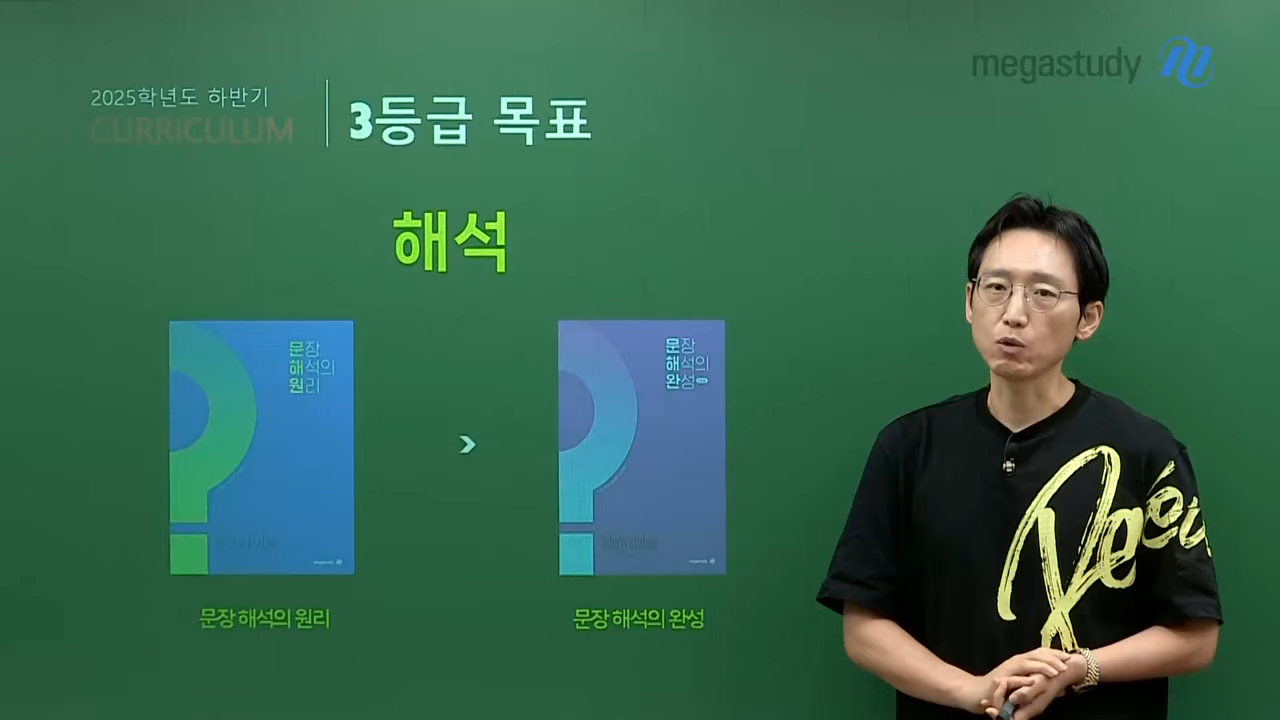 megastudy
2025학년도 하반기
CURRICULUM
3등급 목표
해석
문장
해석의
원리
megastudy
문장
해석의
완성
megastudy
문장 해석의 원리
문장 해석의 완성